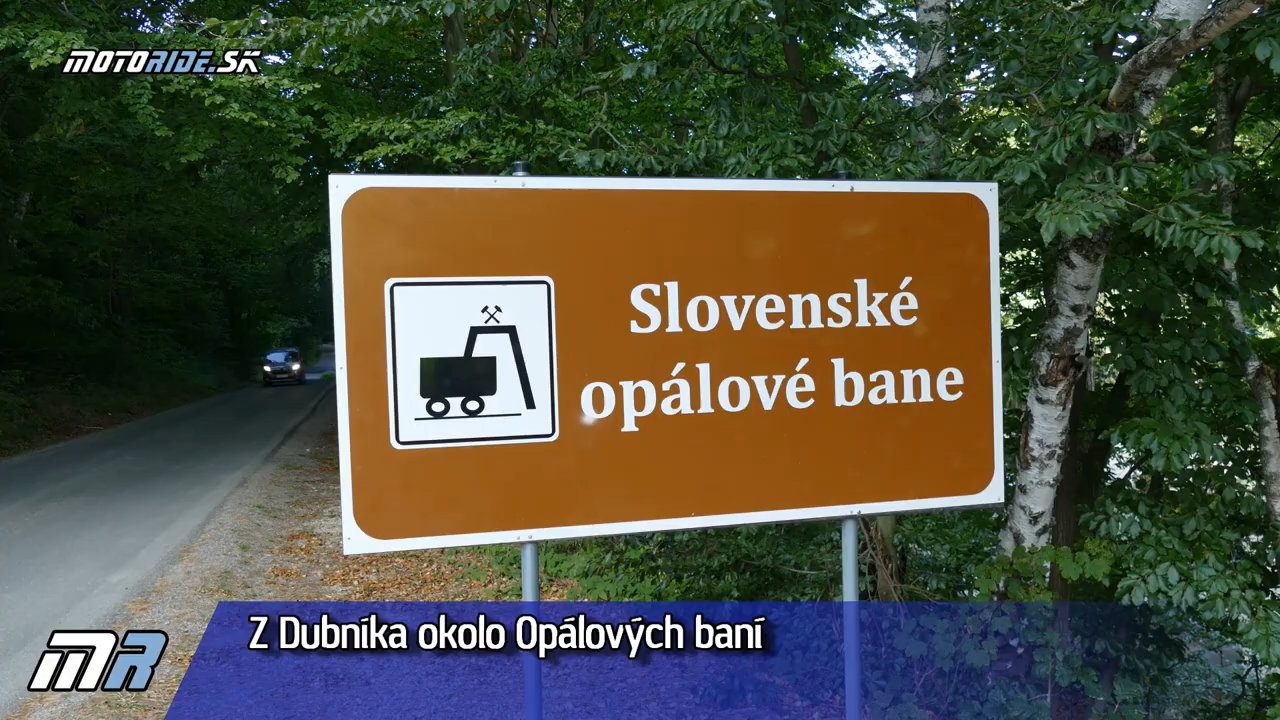 MOTORIDE.SK
Slovenské
opálové bane
Z Dubníka okolo Opálových baní
MR